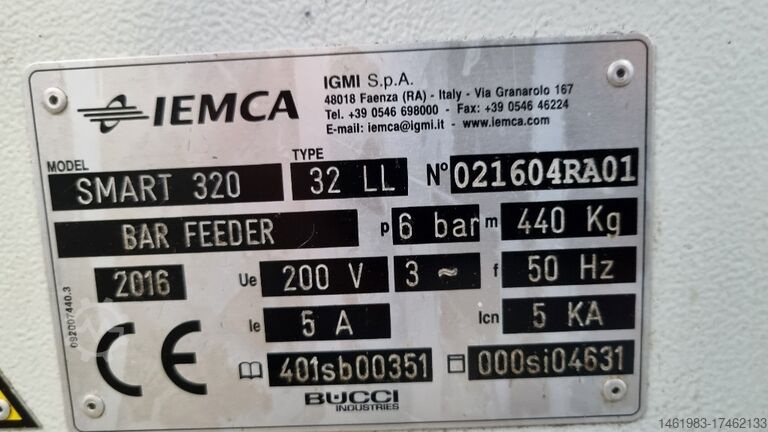 IEMCA
IGMI S.p.A.
48018 Faenza (RA) - Italy - Via Granarolo 167
Tel. +39 0546 698000 - Fax: +39 0546 46224
E-mail: iemca@igmi.it - www.iemca.com
MODEL SMART 320 TYPE 32 LL N° 021604RA01
BAR FEEDER p 6 bar m 440 Kg
2016 Ue 200 V 3 ~ f 50 Hz
Ie 5 A Icn 5 KA
CE
401sb00351 000si04631
BUCCI
INDUSTRIES
092007440.3
1461983-17462133